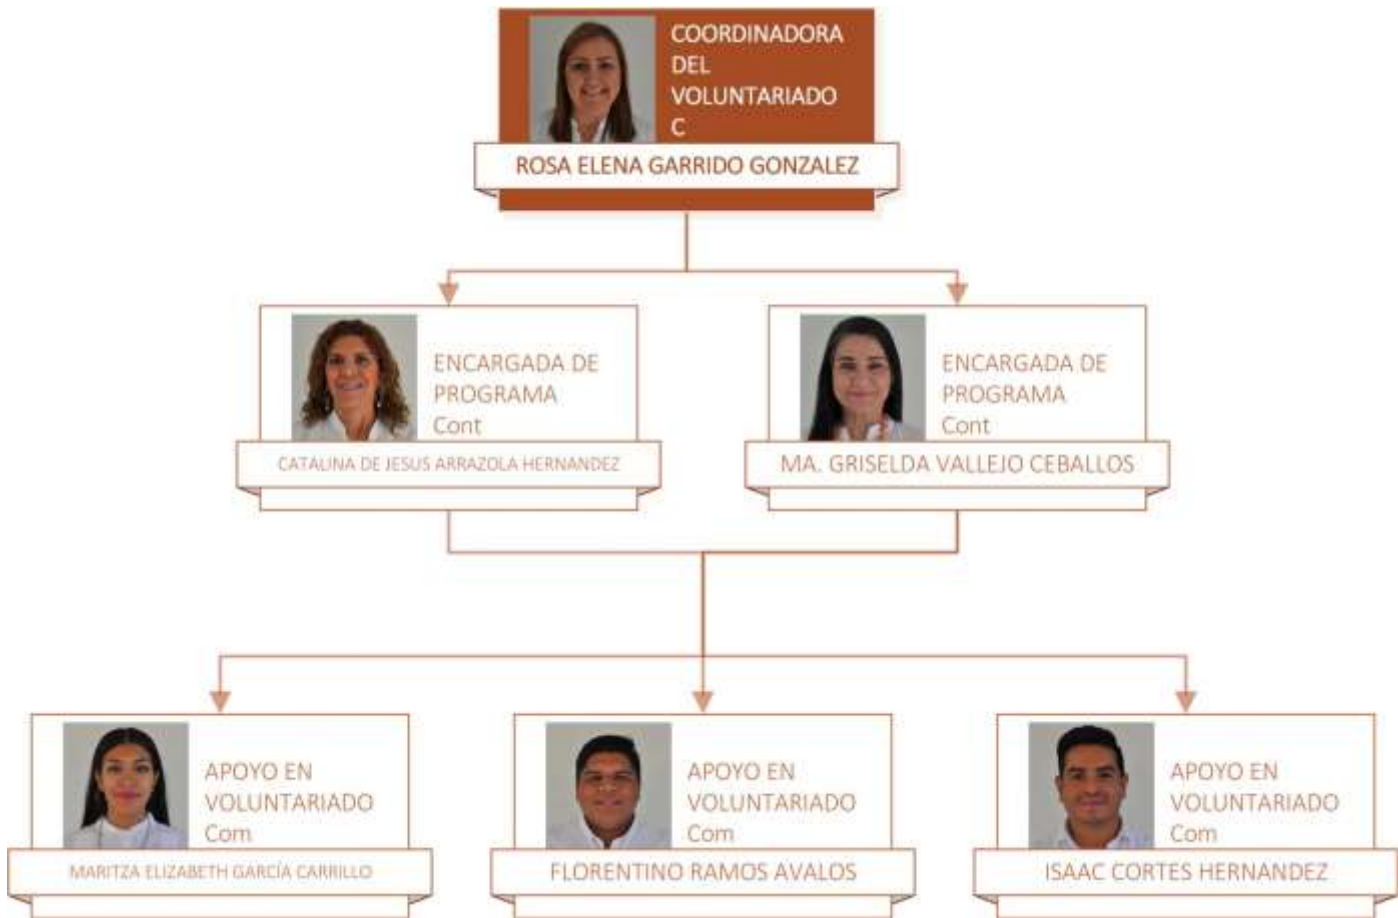 COORDINADORA
DEL
VOLUNTARIADO
C
ROSA ELENA GARRIDO GONZALEZ
ENCARGADA DE
PROGRAMA
Cont
CATALINA DE JESUS ARRAZOLA HERNANDEZ
ENCARGADA DE
PROGRAMA
Cont
MA. GRISELDA VALLEJO CEBALLOS
APOYO EN
VOLUNTARIADO
Com
MARITZA ELIZABETH GARCÍA CARRILLO
APOYO EN
VOLUNTARIADO
Com
FLORENTINO RAMOS AVALOS
APOYO EN
VOLUNTARIADO
Com
ISAAC CORTES HERNANDEZ